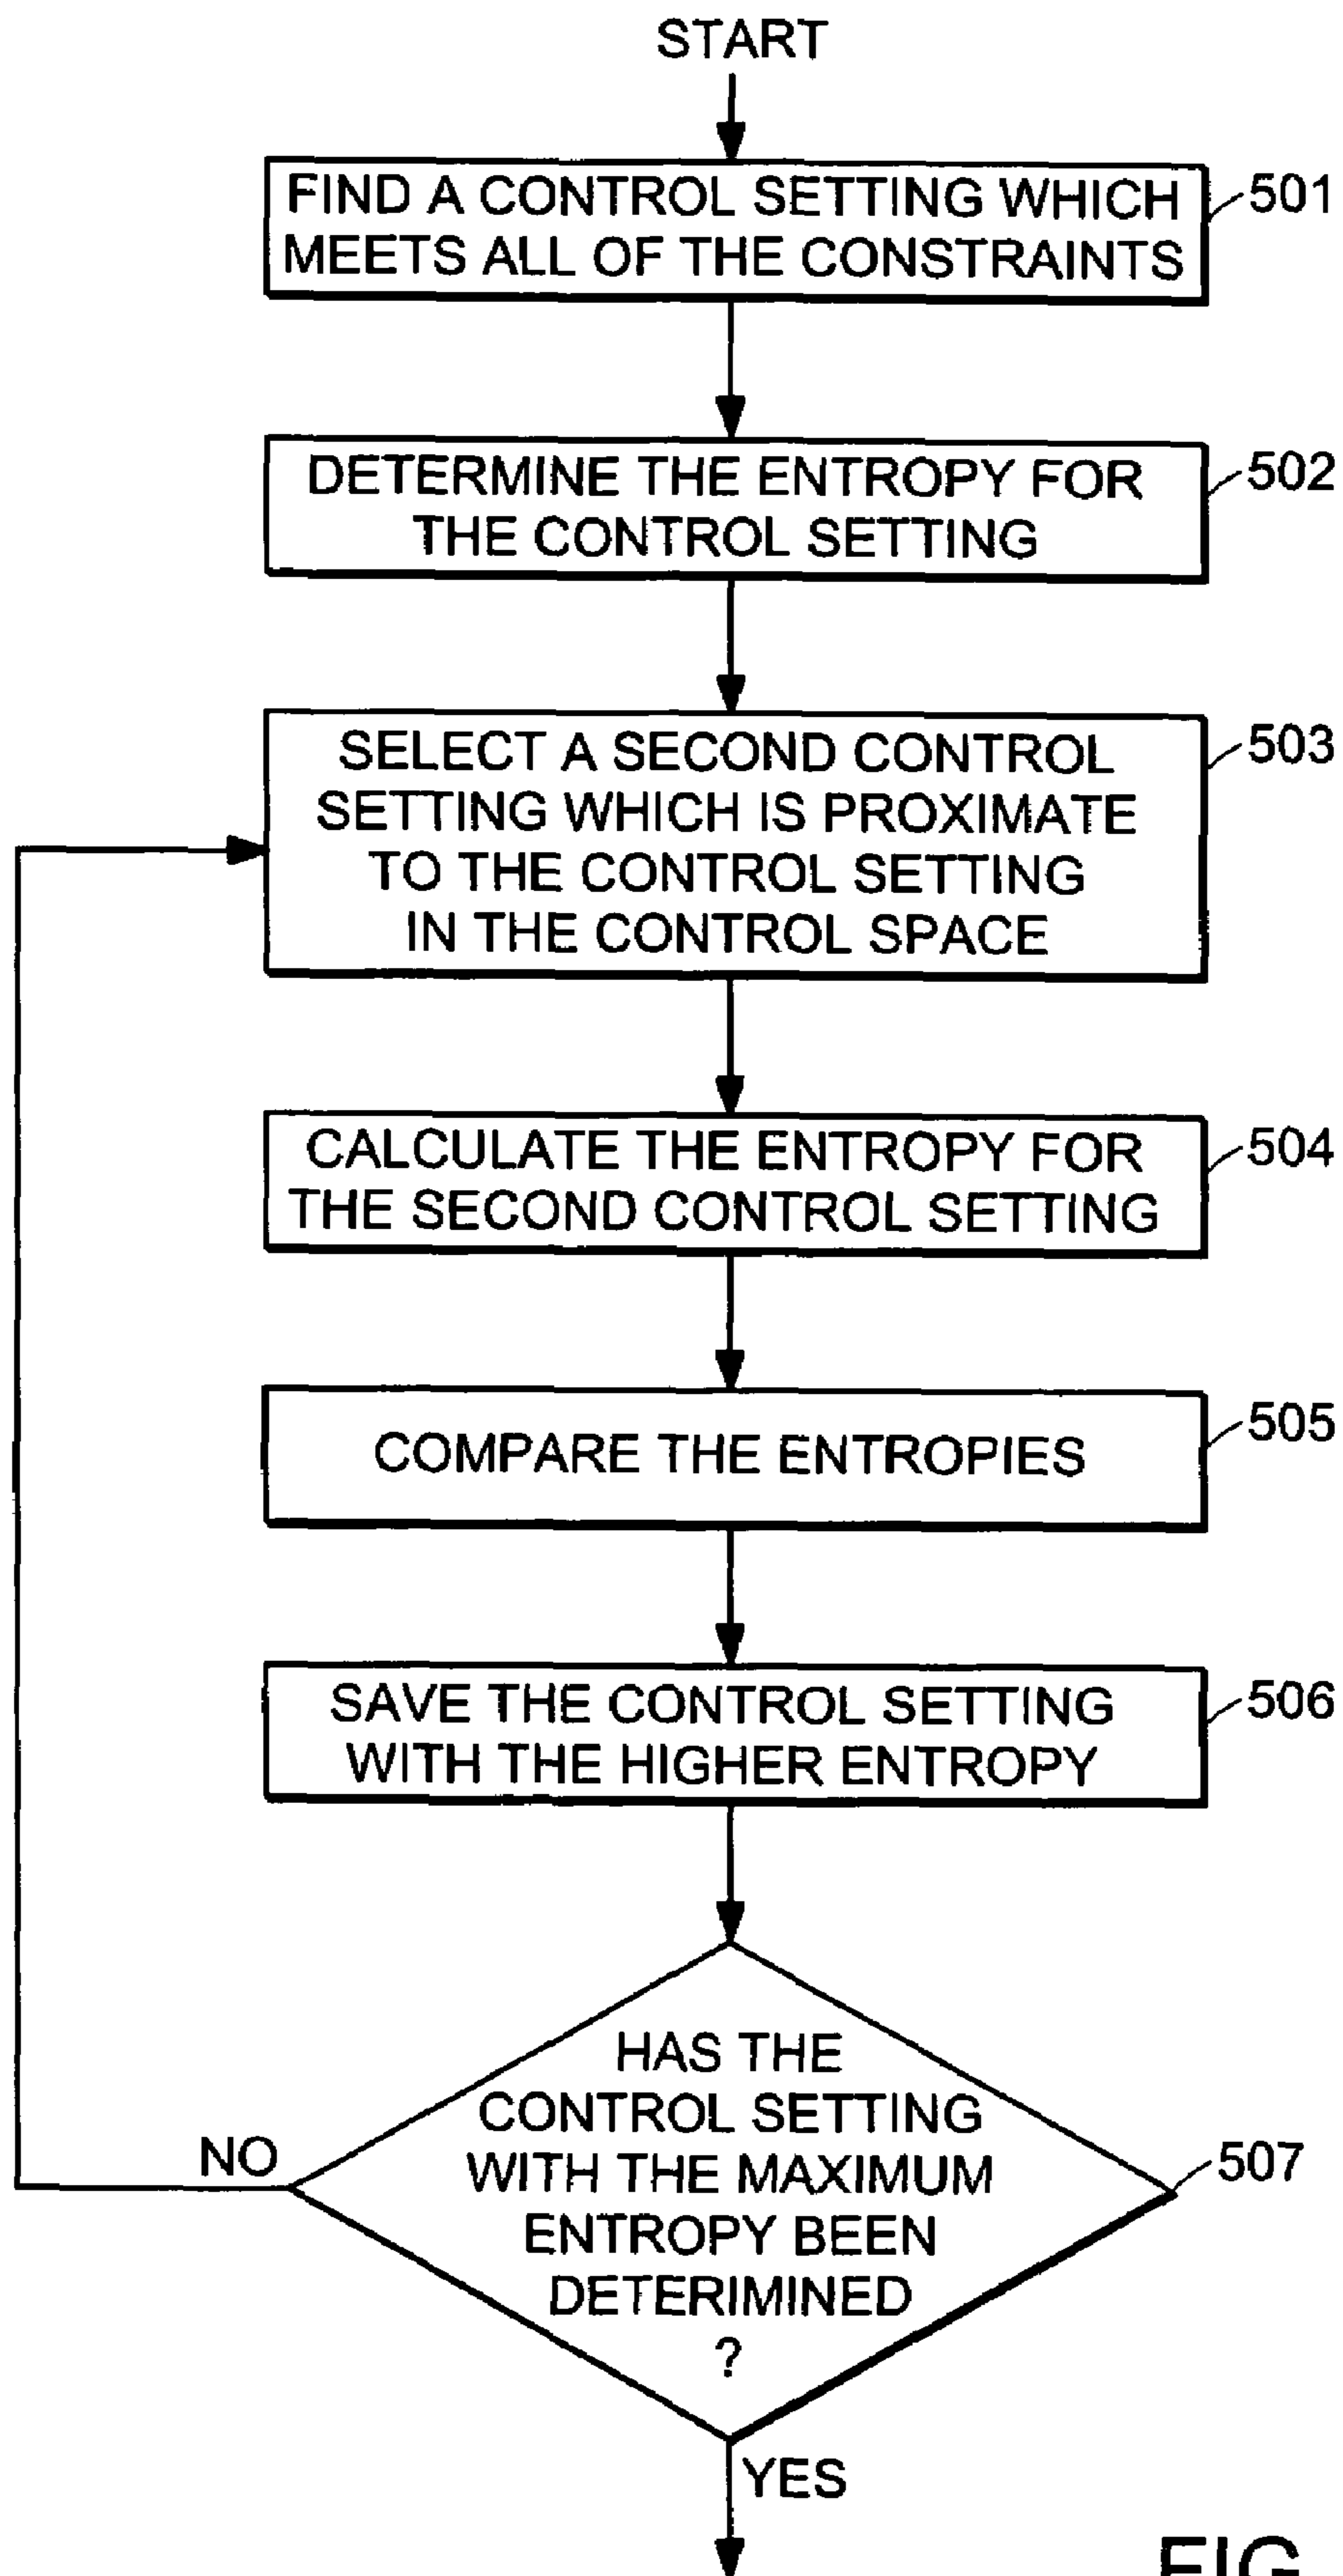 START
FIND A CONTROL SETTING WHICH
MEETS ALL OF THE CONSTRAINTS
501
DETERMINE THE ENTROPY FOR
THE CONTROL SETTING
502
SELECT A SECOND CONTROL
SETTING WHICH IS PROXIMATE
TO THE CONTROL SETTING
IN THE CONTROL SPACE
503
CALCULATE THE ENTROPY FOR
THE SECOND CONTROL SETTING
504
COMPARE THE ENTROPIES
505
SAVE THE CONTROL SETTING
WITH THE HIGHER ENTROPY
506
HAS THE
CONTROL SETTING
WITH THE MAXIMUM
ENTROPY BEEN
DETERIMINED
?
507
NO
YES
FIG